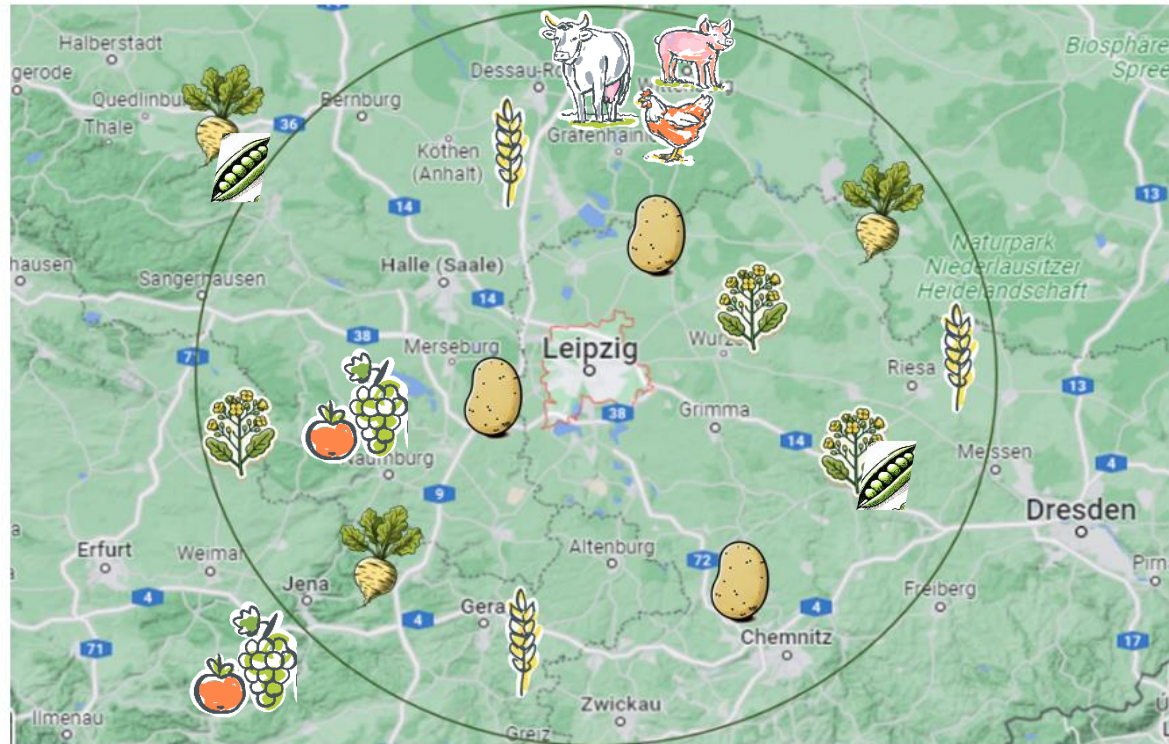 Halberstadt
Biosphäre
Spree
gerode
Dessau-Ro
Quedlinbu
Bernburg
Thale
36
Gräfenhain
Köthen
(Anhalt)
14
13
Naturpark
Niederlausitzer
Heidelandschaft
hausen
Sangerhausen
Halle (Saale)
14
38
Merseburg
Leipzig
Wurze
71
Riesa
13
38
Grimma
14
Naumburg
Meissen
4
9
Dresden
Erfurt
Weimar
Altenburg
72
Pirn
Jena
4
Gera
4
4
Freiberg
71
Chemnitz
17
Zwickau
Ilmenau
Greiz